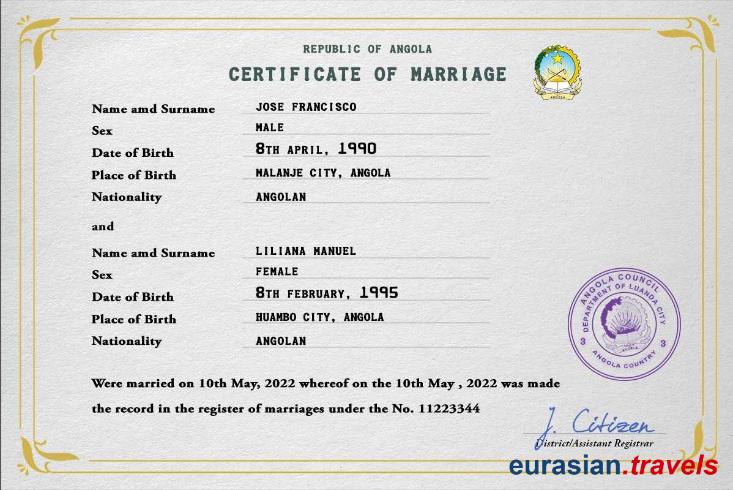 REPUBLIC OF ANGOLA
CERTIFICATE OF MARRIAGE
Name amd Surname JOSE FRANCISCO
Sex MALE
Date of Birth 8TH APRIL, 1990
Place of Birth MALANJE CITY, ANGOLA
Nationality ANGOLAN
and
Name amd Surname LILIANA MANUEL
Sex FEMALE
Date of Birth 8TH FEBRUARY, 1995
Place of Birth HUAMBO CITY, ANGOLA
Nationality ANGOLAN
ANGOLA COUNCIL
DEPARTMENT OF LUANDA CITY
3 3
ANGOLA COUNTRY
Were married on 10th May, 2022 whereof on the 10th May , 2022 was made
the record in the register of marriages under the No. 11223344
J. Citizen
District/Assistant Registrar
eurasian.travels